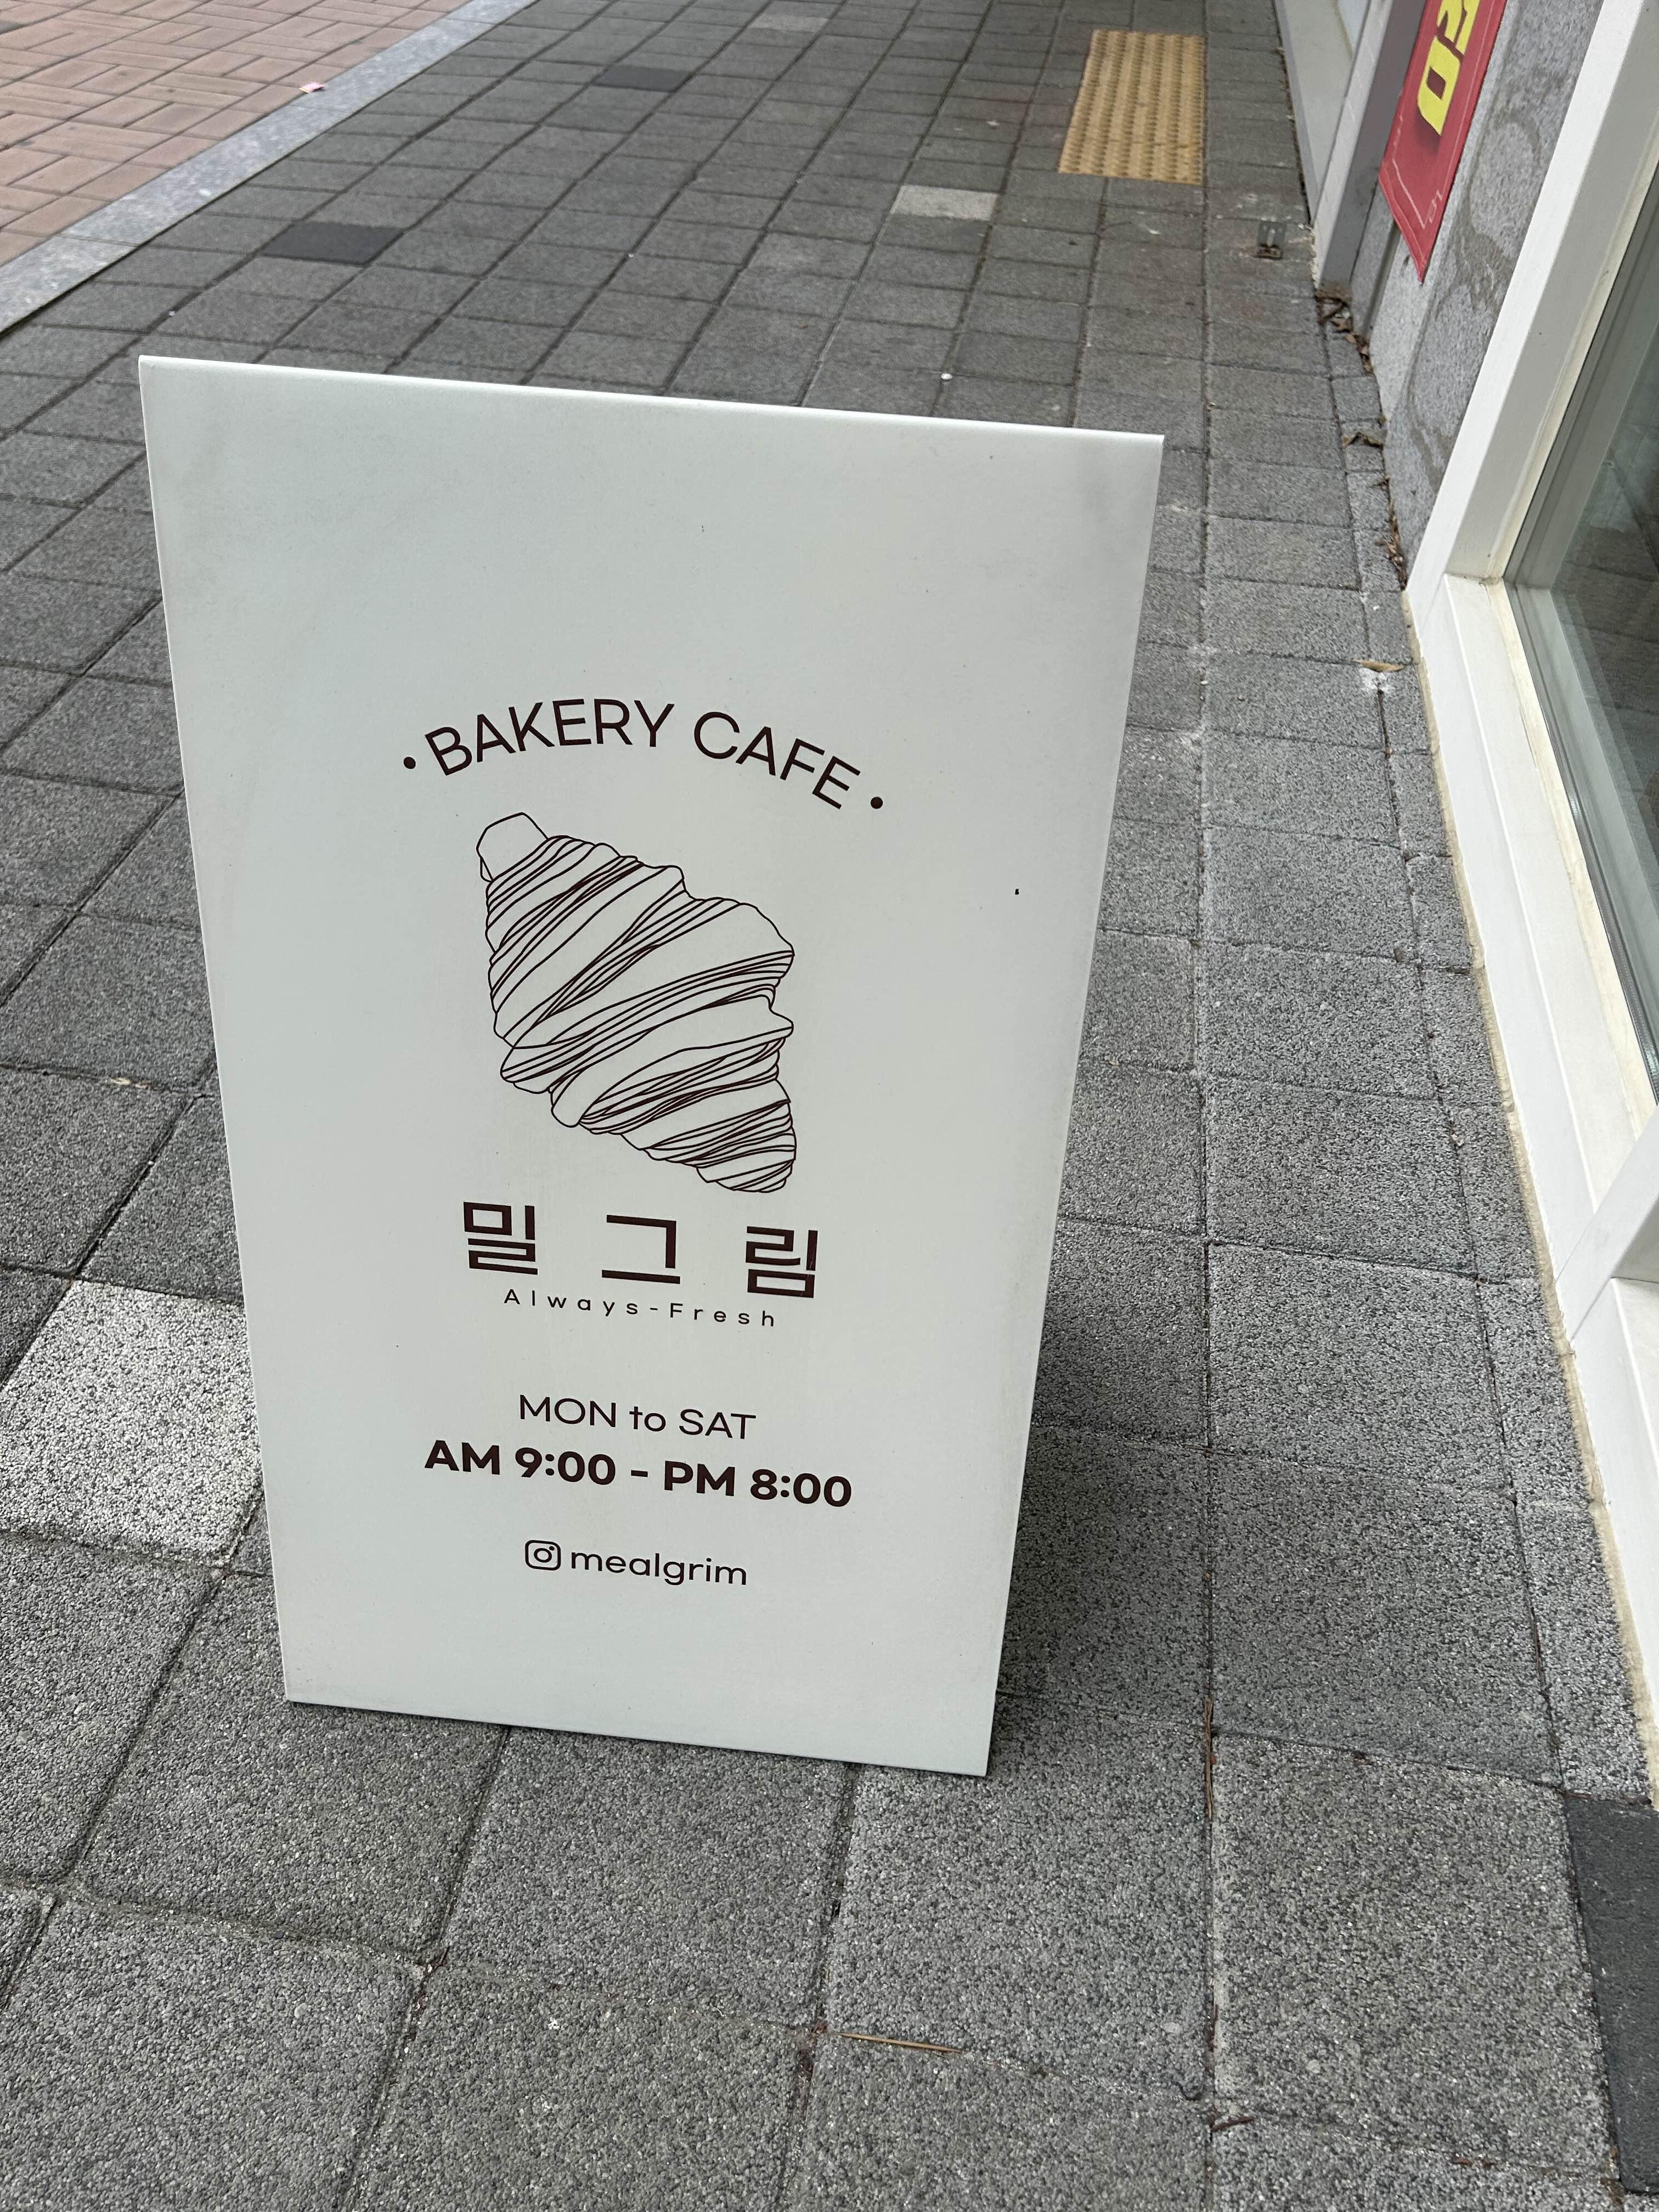 • BAKERY CAFE •
밀그림
Always-Fresh
MON to SAT
AM 9:00 - PM 8:00
mealgrim